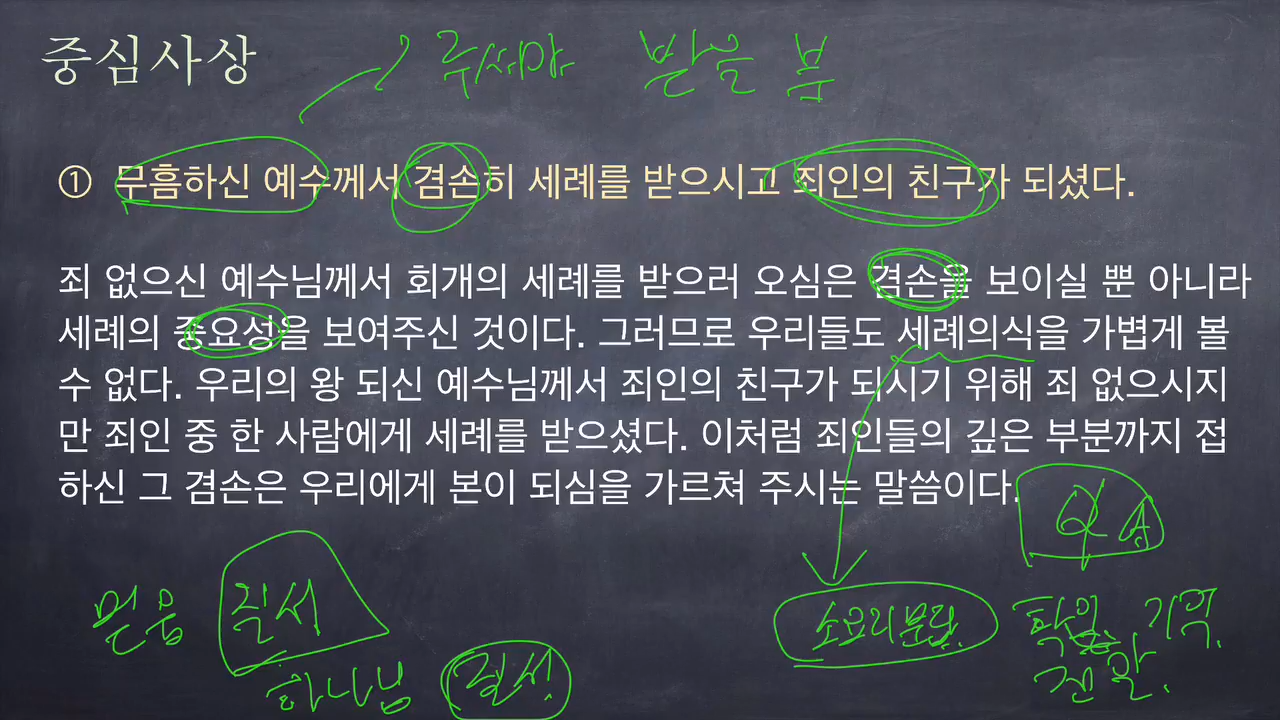 중심사상
받을 분
① 무흠하신 예수께서 겸손히 세례를 받으시고 죄인의 친구가 되셨다.
죄 없으신 예수님께서 회개의 세례를 받으러 오심은 겸손을 보이실 뿐 아니라
세례의 중요성을 보여주신 것이다. 그러므로 우리들도 세례의식을 가볍게 볼
수 없다. 우리의 왕 되신 예수님께서 죄인의 친구가 되시기 위해 죄 없으시지
만 죄인 중 한 사람에게 세례를 받으셨다. 이처럼 죄인들의 깊은 부분까지 접
하신 그 겸손은 우리에게 본이 되심을 가르쳐 주시는 말씀이다.
믿음 질서
소요리문답. 확인 기억.
하나님 질서!